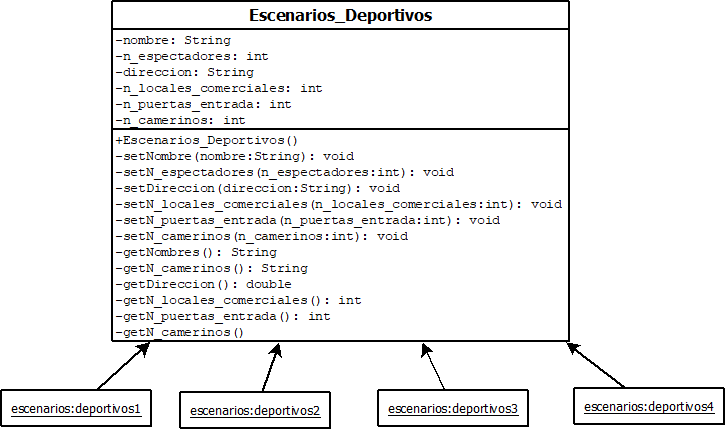 Escenarios_Deportivos
-nombre: String
-n_espectadores: int
-direccion: String
-n_locales_comerciales: int
-n_puertas_entrada: int
-n_camerinos: int
+Escenarios_Deportivos()
-setNombre(nombre:String): void
-setN_espectadores(n_espectadores:int): void
-setDireccion(direccion:String): void
-setN_locales_comerciales(n_locales_comerciales:int): void
-setN_puertas_entrada(n_puertas_entrada:int): void
-setN_camerinos(n_camerinos:int): void
-getNombres(): String
-getN_camerinos(): String
-getDireccion(): double
-getN_locales_comerciales(): int
-getN_puertas_entrada(): int
-getN_camerinos()
escenarios:deportivos1
escenarios:deportivos2
escenarios:deportivos3
escenarios:deportivos4